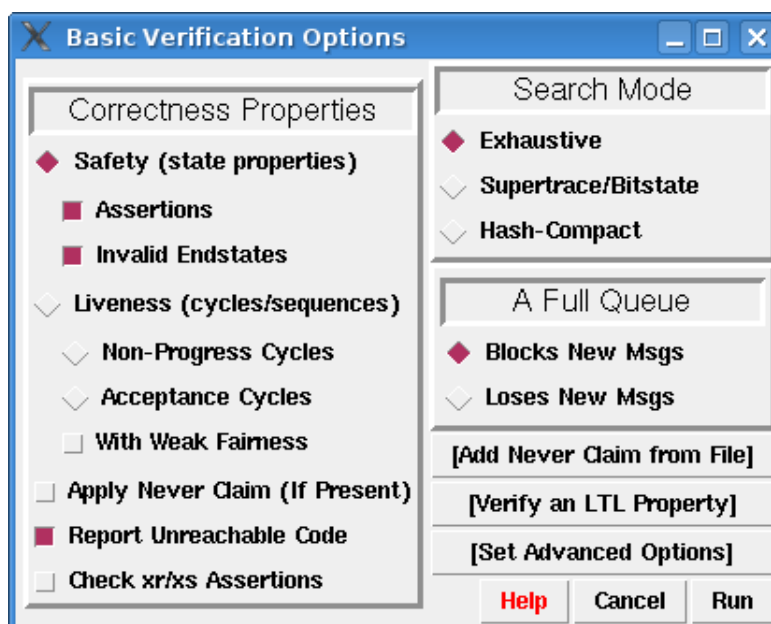 Basic Verification Options
Correctness Properties
Safety (state properties)
Assertions
Invalid Endstates
Liveness (cycles/sequences)
Non-Progress Cycles
Acceptance Cycles
With Weak Fairness
Apply Never Claim (If Present)
Report Unreachable Code
Check xr/xs Assertions
Search Mode
Exhaustive
Supertrace/Bitstate
Hash-Compact
A Full Queue
Blocks New Msgs
Loses New Msgs
[Add Never Claim from File]
[Verify an LTL Property]
[Set Advanced Options]
Help Cancel Run